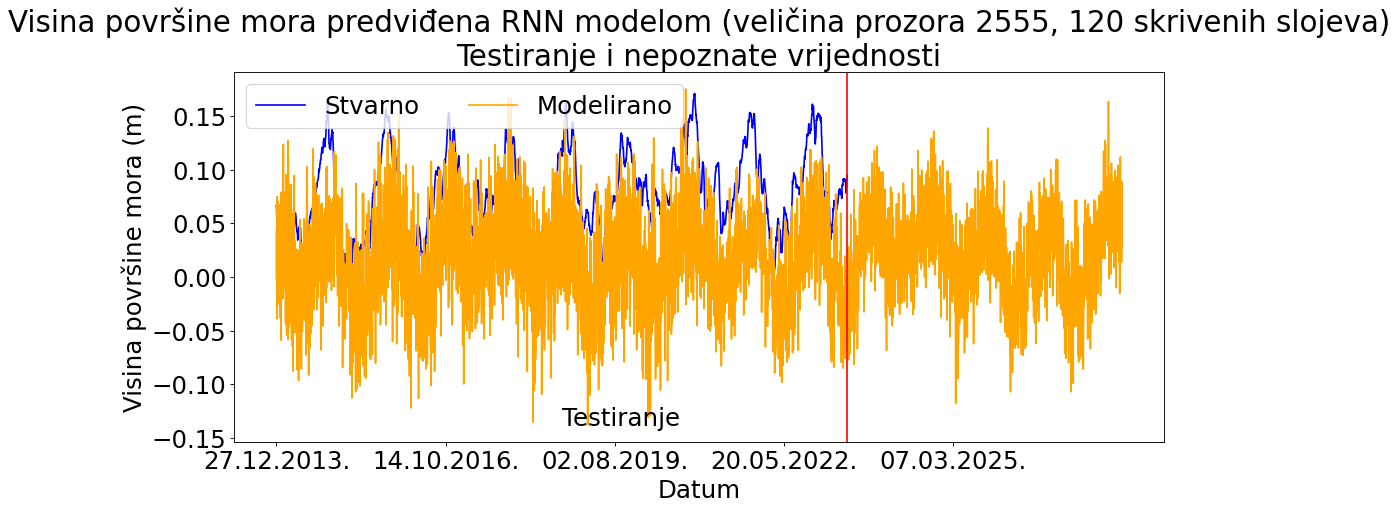 Visina površine mora predviđena RNN modelom (veličina prozora 2555, 120 skrivenih slojeva)
Testiranje i nepoznate vrijednosti
Stvarno Modelirano
Visina površine mora (m)
0.15
0.10
0.05
0.00
−0.05
−0.10
−0.15
Testiranje
27.12.2013. 14.10.2016. 02.08.2019. 20.05.2022. 07.03.2025.
Datum